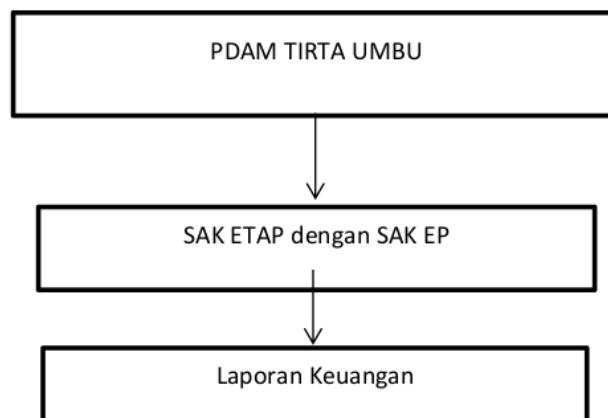 PDAM TIRTA UMBU
SAK ETAP dengan SAK EP
Laporan Keuangan